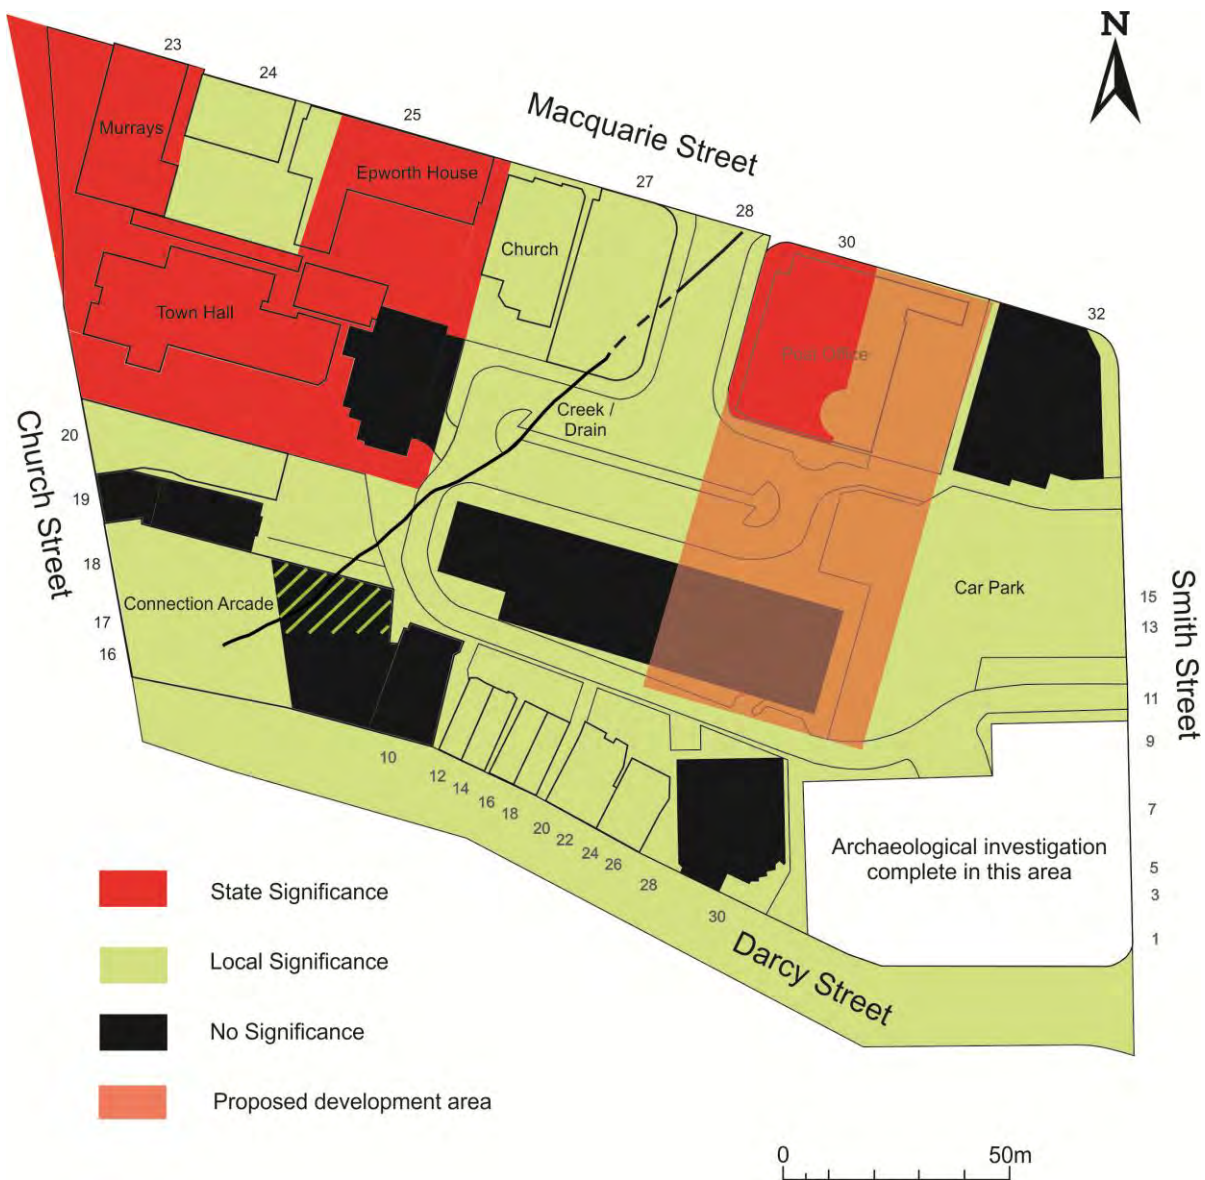 N
23
24
25
Macquarie Street
27
28
30
32
Murrays
Epworth House
Church
Town Hall
Post Office
Creek /
Drain
Church Street
20
19
18
17
16
Connection Arcade
Car Park
Smith Street
15
13
11
9
7
5
3
1
10
12
14
16
18
20
22
24
26
28
30
Darcy Street
Archaeological investigation
complete in this area
State Significance
Local Significance
No Significance
Proposed development area
0
50m